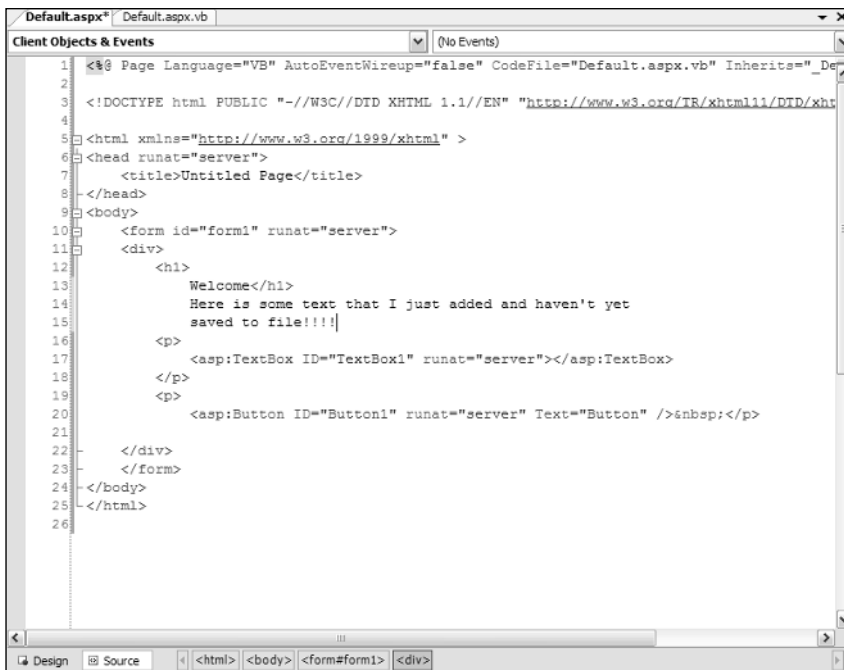 Default.aspx* Default.aspx.vb
Client Objects & Events (No Events)
1 <%@ Page Language="VB" AutoEventWireup="false" CodeFile="Default.aspx.vb" Inherits="_De
2
3 <!DOCTYPE html PUBLIC "-//W3C//DTD XHTML 1.1//EN" "http://www.w3.org/TR/xhtml11/DTD/xht
4
5 <html xmlns="http://www.w3.org/1999/xhtml" >
6 <head runat="server">
7 <title>Untitled Page</title>
8 </head>
9 <body>
10 <form id="form1" runat="server">
11 <div>
12 <h1>
13 Welcome</h1>
14 Here is some text that I just added and haven't yet
15 saved to file!!!!
16 <p>
17 <asp:TextBox ID="TextBox1" runat="server"></asp:TextBox>
18 </p>
19 <p>
20 <asp:Button ID="Button1" runat="server" Text="Button" />&nbsp;</p>
21
22 </div>
23 </form>
24 </body>
25 </html>
26
Design Source <html> <body> <form#form1> <div>